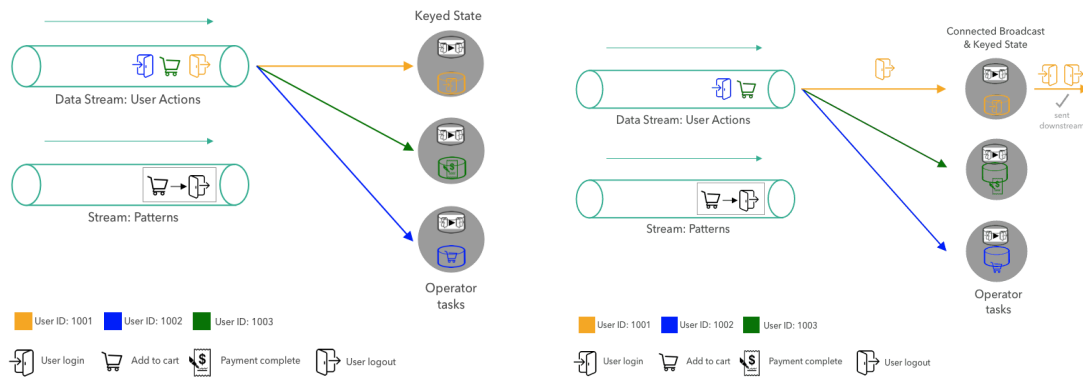 Keyed State
Data Stream: User Actions
$
Stream: Patterns
Operator
tasks
User ID: 1001
User ID: 1002
User ID: 1003
User login
Add to cart
$
Payment complete
User logout
Connected Broadcast
& Keyed State
Data Stream: User Actions
sent
downstream
$
Stream: Patterns
Operator
tasks
User ID: 1001
User ID: 1002
User ID: 1003
User login
Add to cart
$
Payment complete
User logout